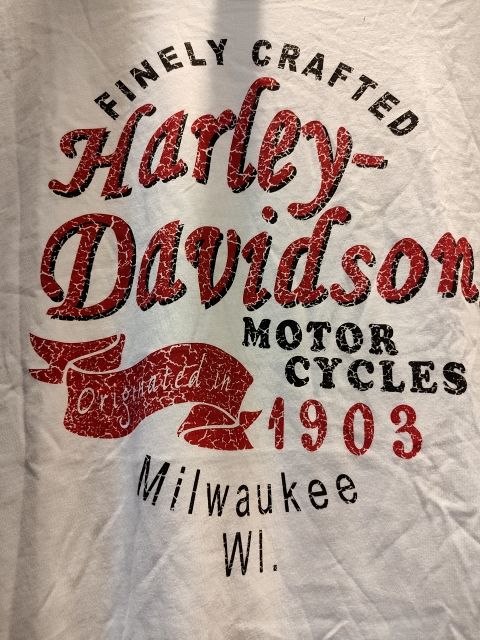 FINELY CRAFTED
Harley-
Davidson
MOTOR
CYCLES
Originated in
1903
Milwaukee
WI.